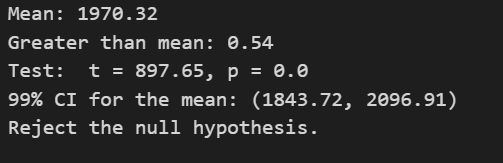 Mean: 1970.32
Greater than mean: 0.54
Test:  t = 897.65, p = 0.0
99% CI for the mean: (1843.72, 2096.91)
Reject the null hypothesis.